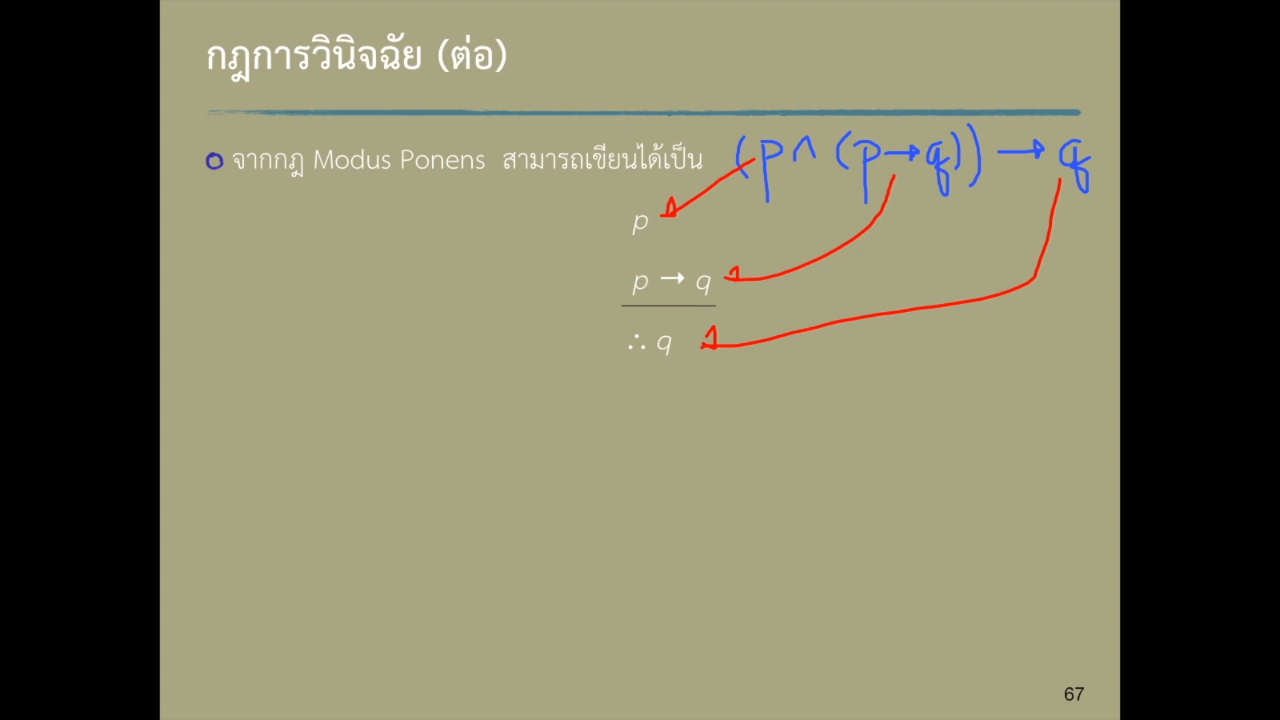 กฎการวินิจฉัย (ต่อ)
จากกฎ Modus Ponens สามารถเขียนได้เป็น (p ∧ (p → q)) → q
p
p → q
∴ q
67